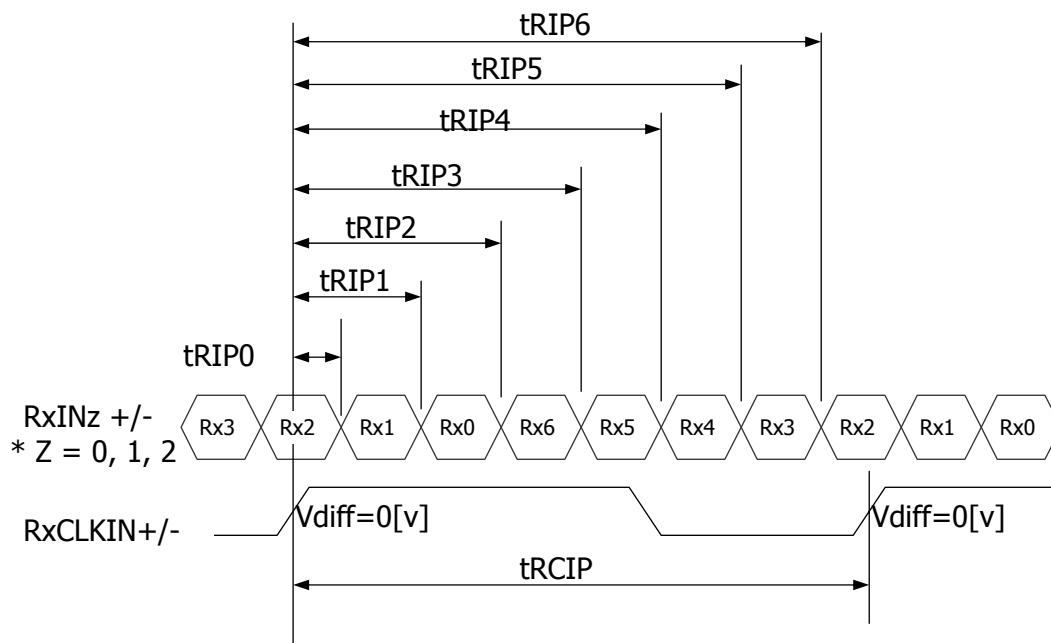 tRIP6
tRIP5
tRIP4
tRIP3
tRIP2
tRIP1
tRIP0
RxINz +/-
* Z = 0, 1, 2
Rx3 Rx2 Rx1 Rx0 Rx6 Rx5 Rx4 Rx3 Rx2 Rx1 Rx0
RxCLKIN+/-
Vdiff=0[v] Vdiff=0[v]
tRCIP